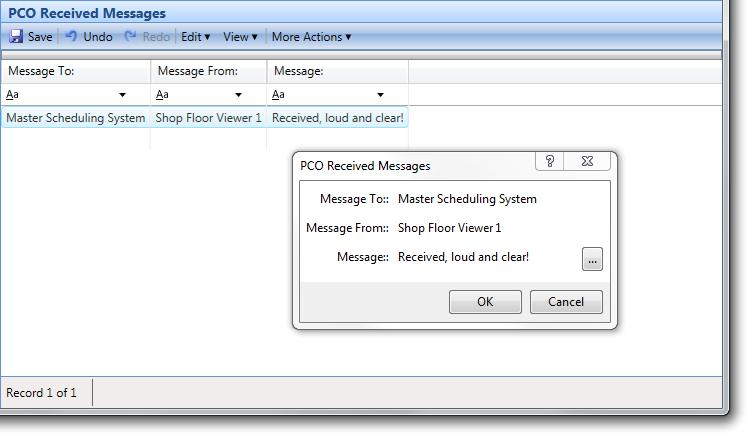 PCO Received Messages
Save Undo Redo Edit▾ View▾ More Actions▾
Message To: Message From: Message:
Aa Aa Aa
Master Scheduling System Shop Floor Viewer 1 Received, loud and clear!
PCO Received Messages ?
Message To:: Master Scheduling System
Message From:: Shop Floor Viewer 1
Message:: Received, loud and clear! ...
OK Cancel
Record 1 of 1